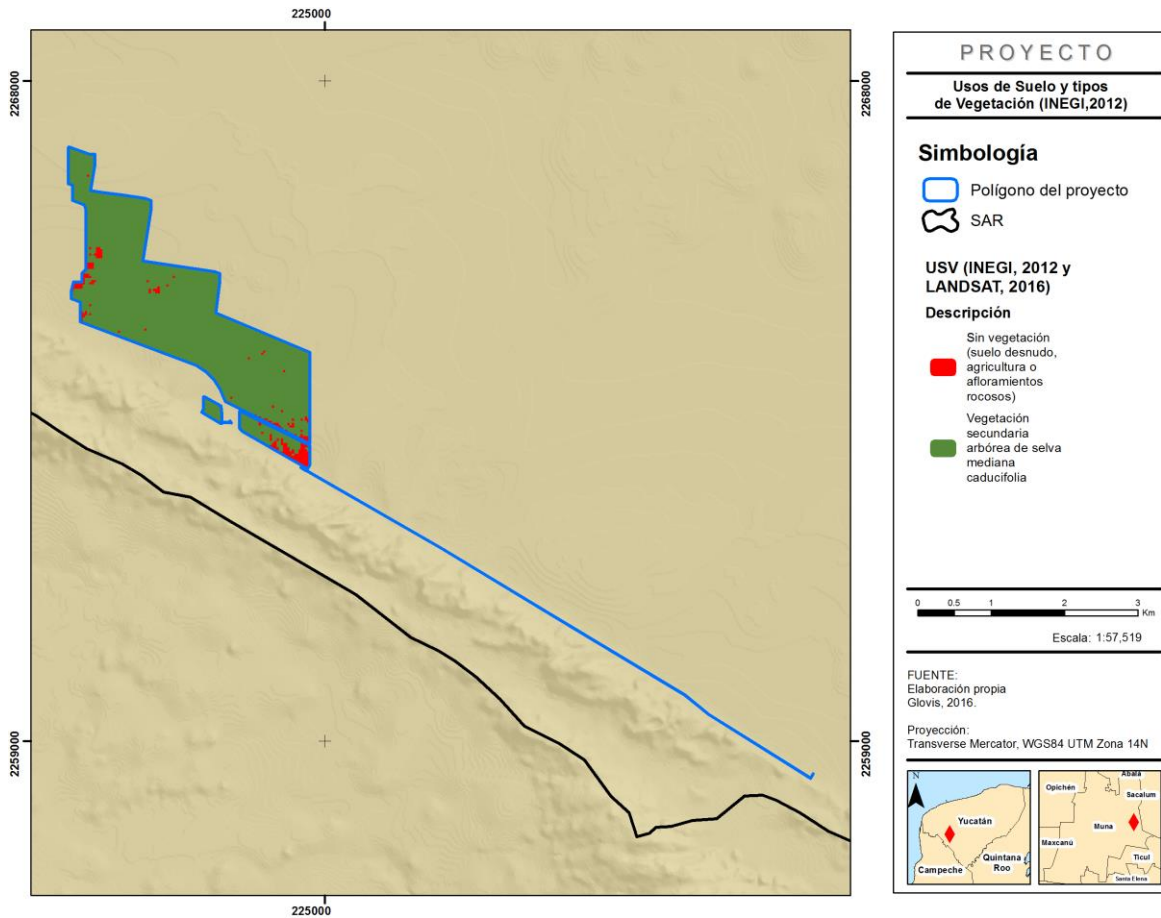 225000
2268000
2268000
2259000
2259000
225000
PROYECTO
Usos de Suelo y tipos
de Vegetación (INEGI,2012)
Simbología
Polígono del proyecto
SAR
USV (INEGI, 2012 y
LANDSAT, 2016)
Descripción
Sin vegetación
(suelo desnudo,
agricultura o
afloramientos
rocosos)
Vegetación
secundaria
arbórea de selva
mediana
caducifolia
0 0.5 1 2 3
Km
Escala: 1:57,519
FUENTE:
Elaboración propia
Glovis, 2016.
Proyección:
Transverse Mercator, WGS84 UTM Zona 14N
N
Yucatán
Campeche
Quintana
Roo
Abalá
Opichén
Sacalum
Muna
Maxcanú
Ticul
Santa Elena